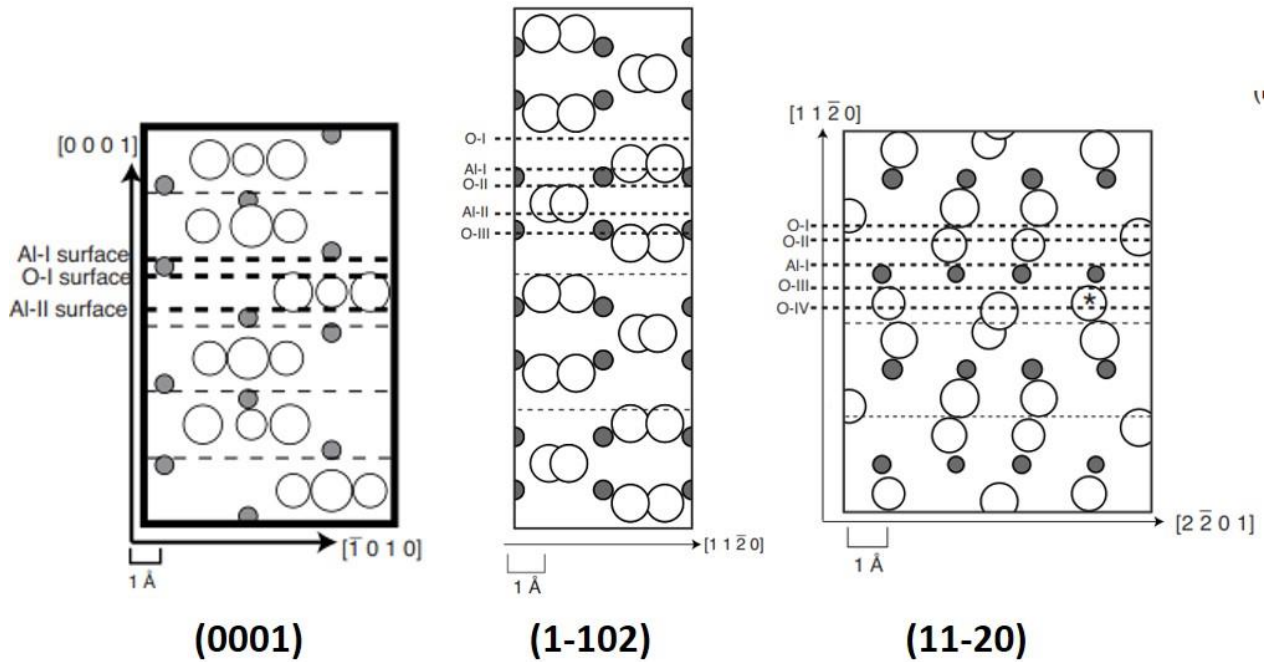 [0 0 0 1]
Al-I surface
O-I surface
Al-II surface
[1̅ 0 1 0]
1 Å
(0001)
O-I
Al-I
O-II
Al-II
O-III
[1 1 2̅ 0]
1 Å
(1-102)
[1 1 2̅ 0]
O-I
O-II
Al-I
O-III
O-IV
*
[2 2̅ 0 1]
1 Å
(11-20)